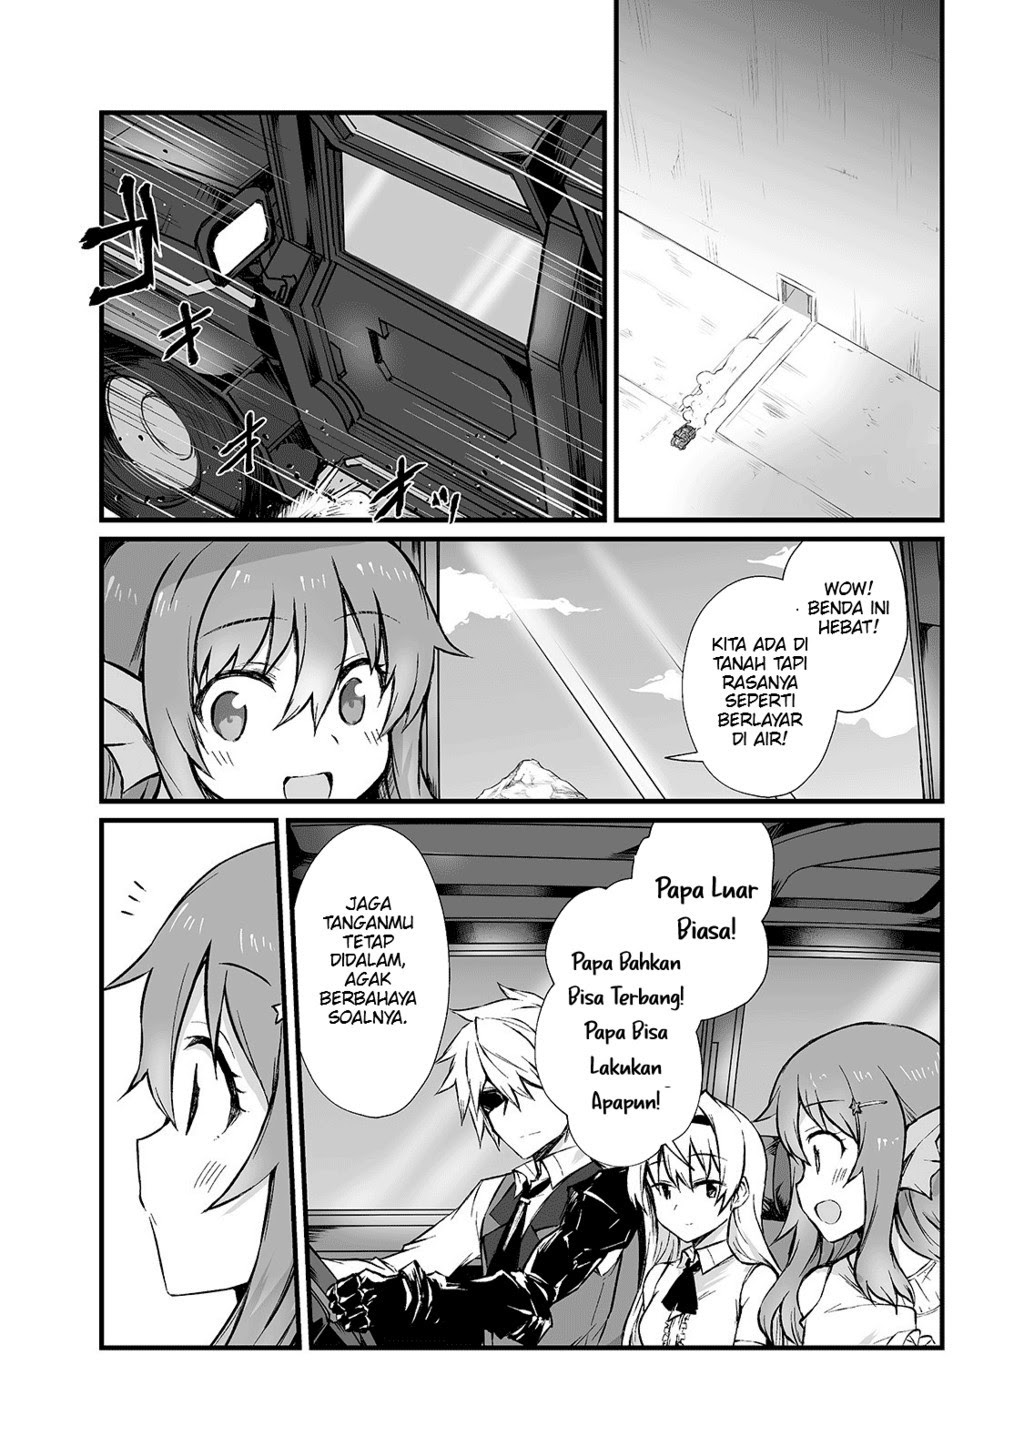 ゴオオオッ
WOW!
BENDA INI
HEBAT!
KITA ADA DI
TANAH TAPI
RASANYA
SEPERTI
BERLAYAR
DI AIR!
Papa Luar
Biasa!
Papa Bahkan
Bisa Terbang!
Papa Bisa
Lakukan
Apapun!
JAGA
TANGANMU
TETAP
DIDALAM,
AGAK
BERBAHAYA
SOALNYA.